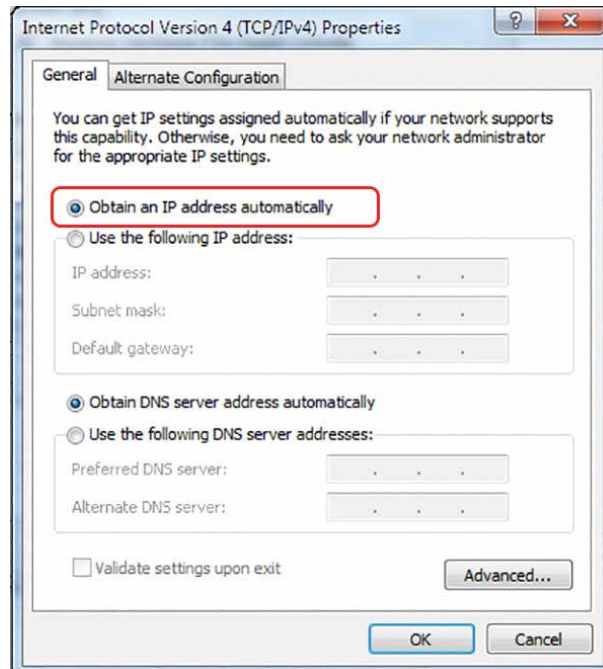 Internet Protocol Version 4 (TCP/IPv4) Properties
General
Alternate Configuration
You can get IP settings assigned automatically if your network supports
this capability. Otherwise, you need to ask your network administrator
for the appropriate IP settings.
Obtain an IP address automatically
Use the following IP address:
IP address:
Subnet mask:
Default gateway:
Obtain DNS server address automatically
Use the following DNS server addresses:
Preferred DNS server:
Alternate DNS server:
Validate settings upon exit
Advanced...
OK
Cancel